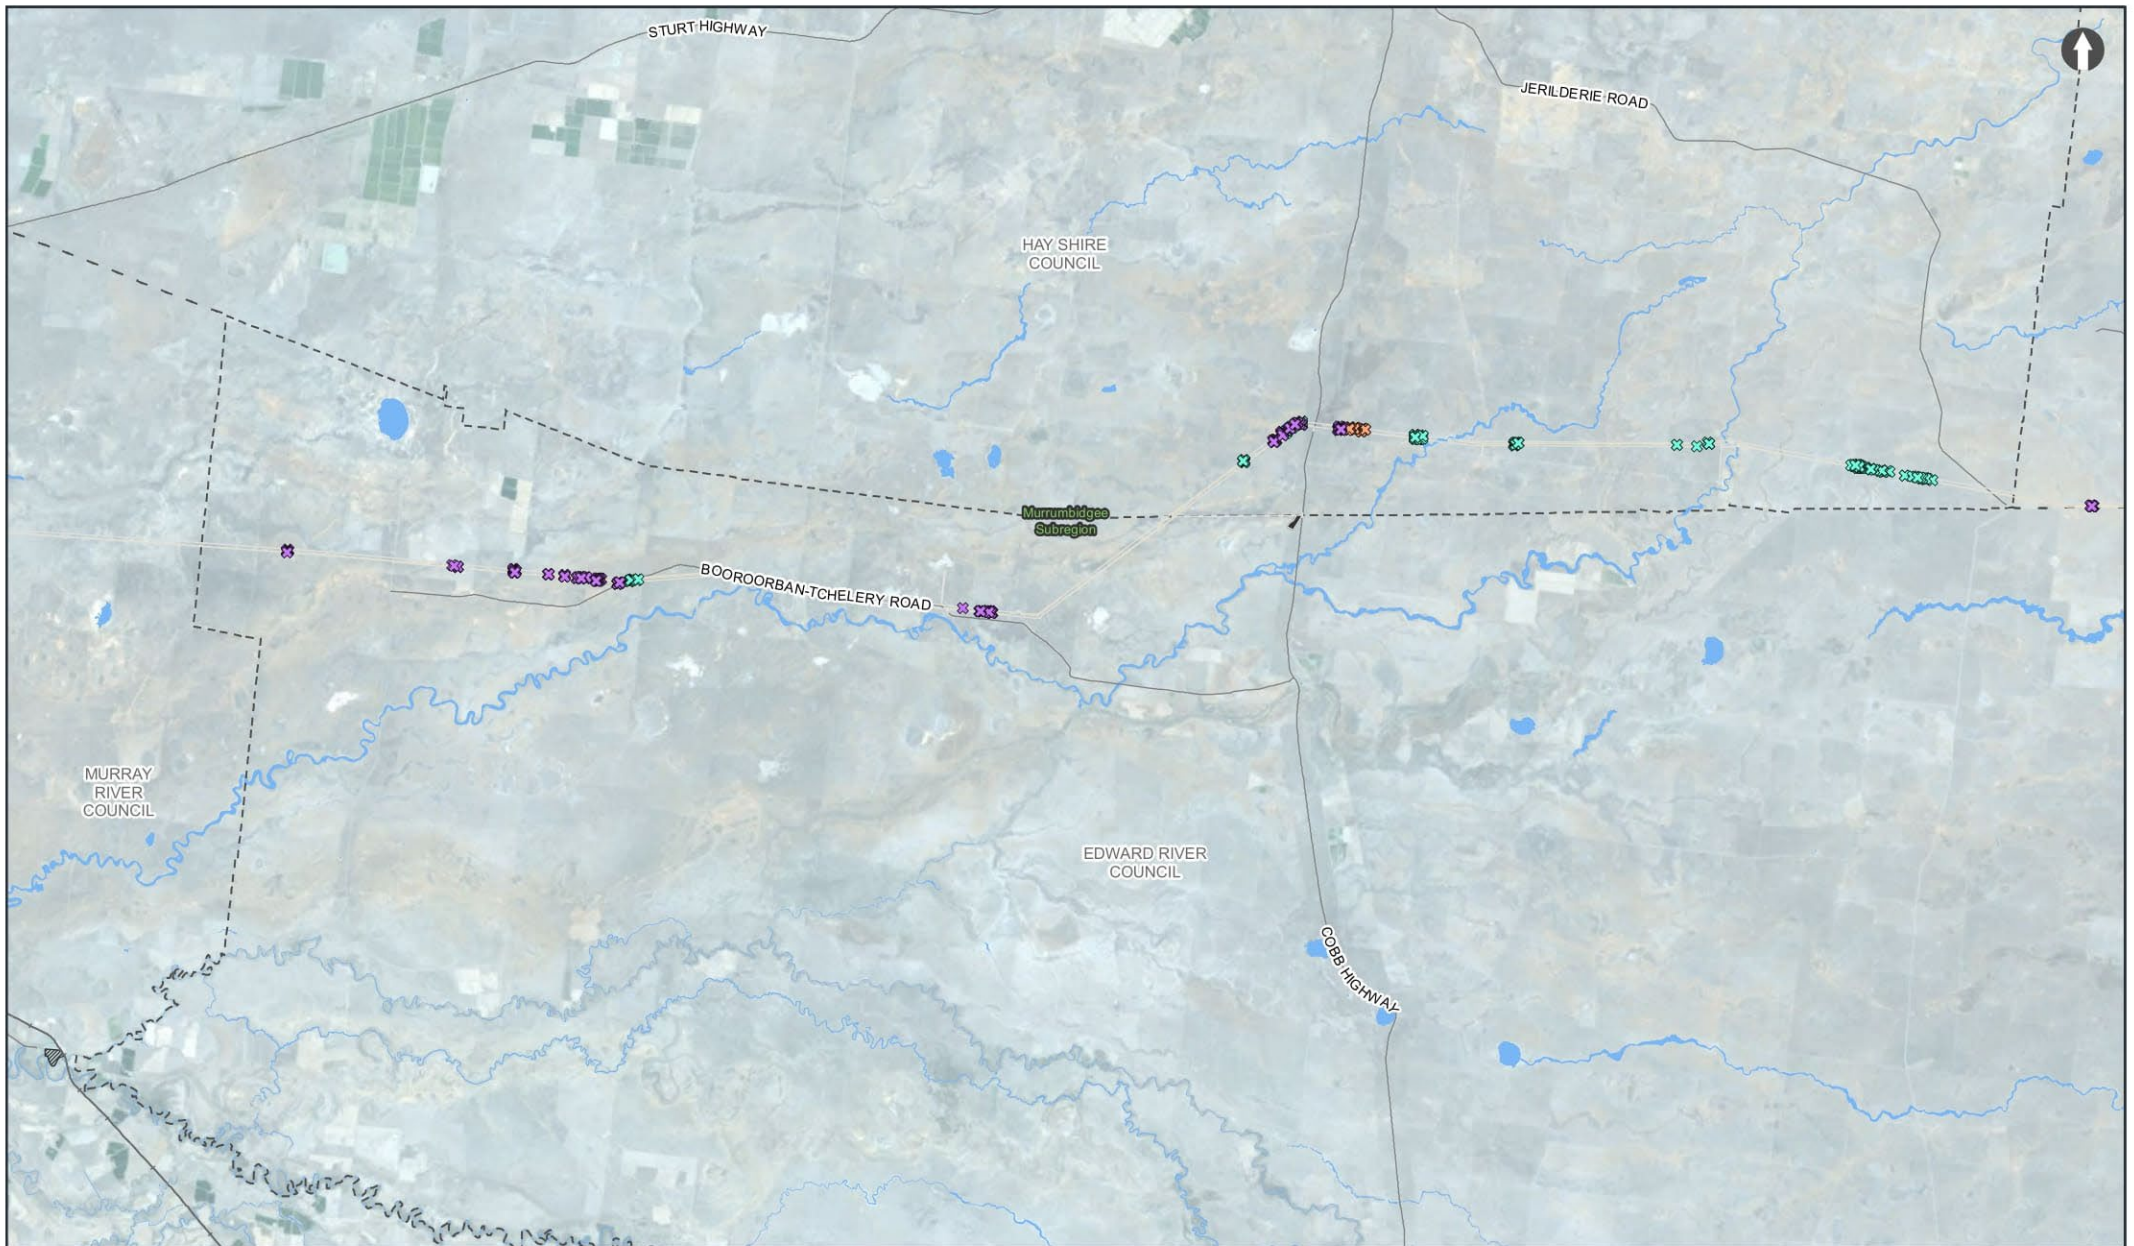 STURT HIGHWAY
JERILDERIE ROAD
HAY SHIRE
COUNCIL
Murrumbidgee
Subregion
BOOROORBAN-TCHELERY ROAD
MURRAY
RIVER
COUNCIL
EDWARD RIVER
COUNCIL
COBB HIGHWAY